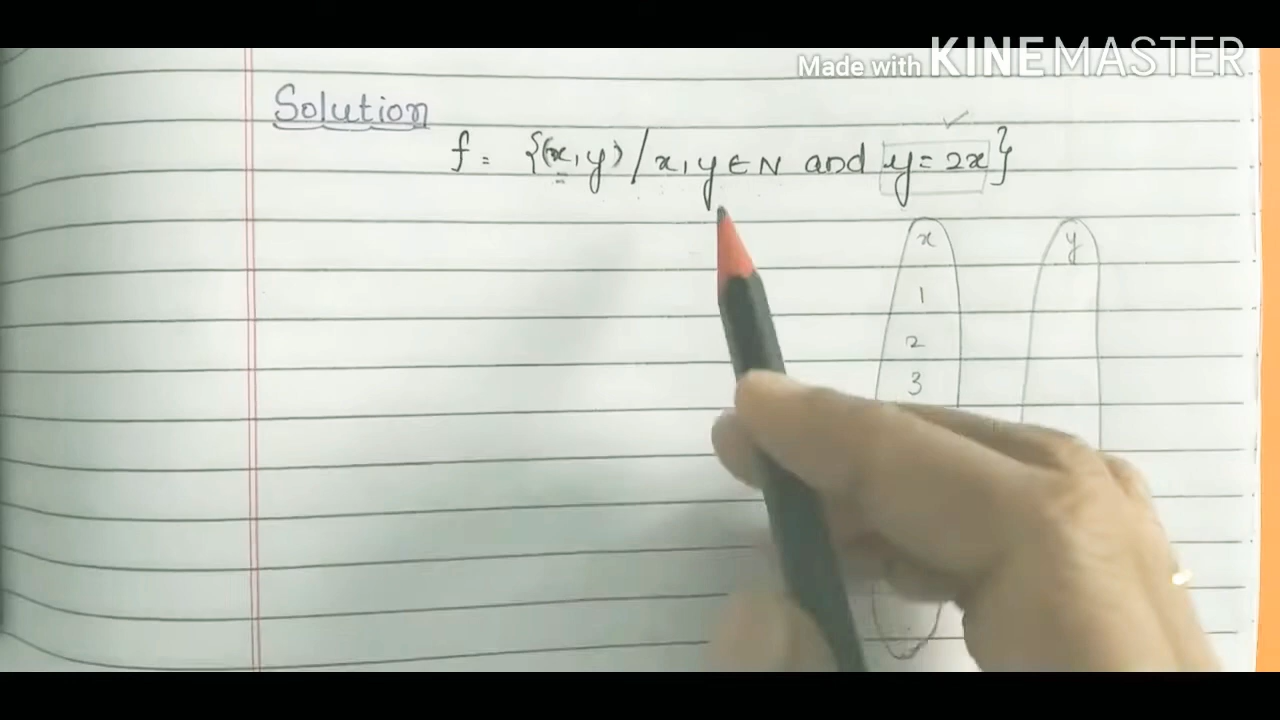 Made with KINEMASTER
Solution
f = {(x, y) / x, y ∈ N and y = 2x}
x y
1
2
3